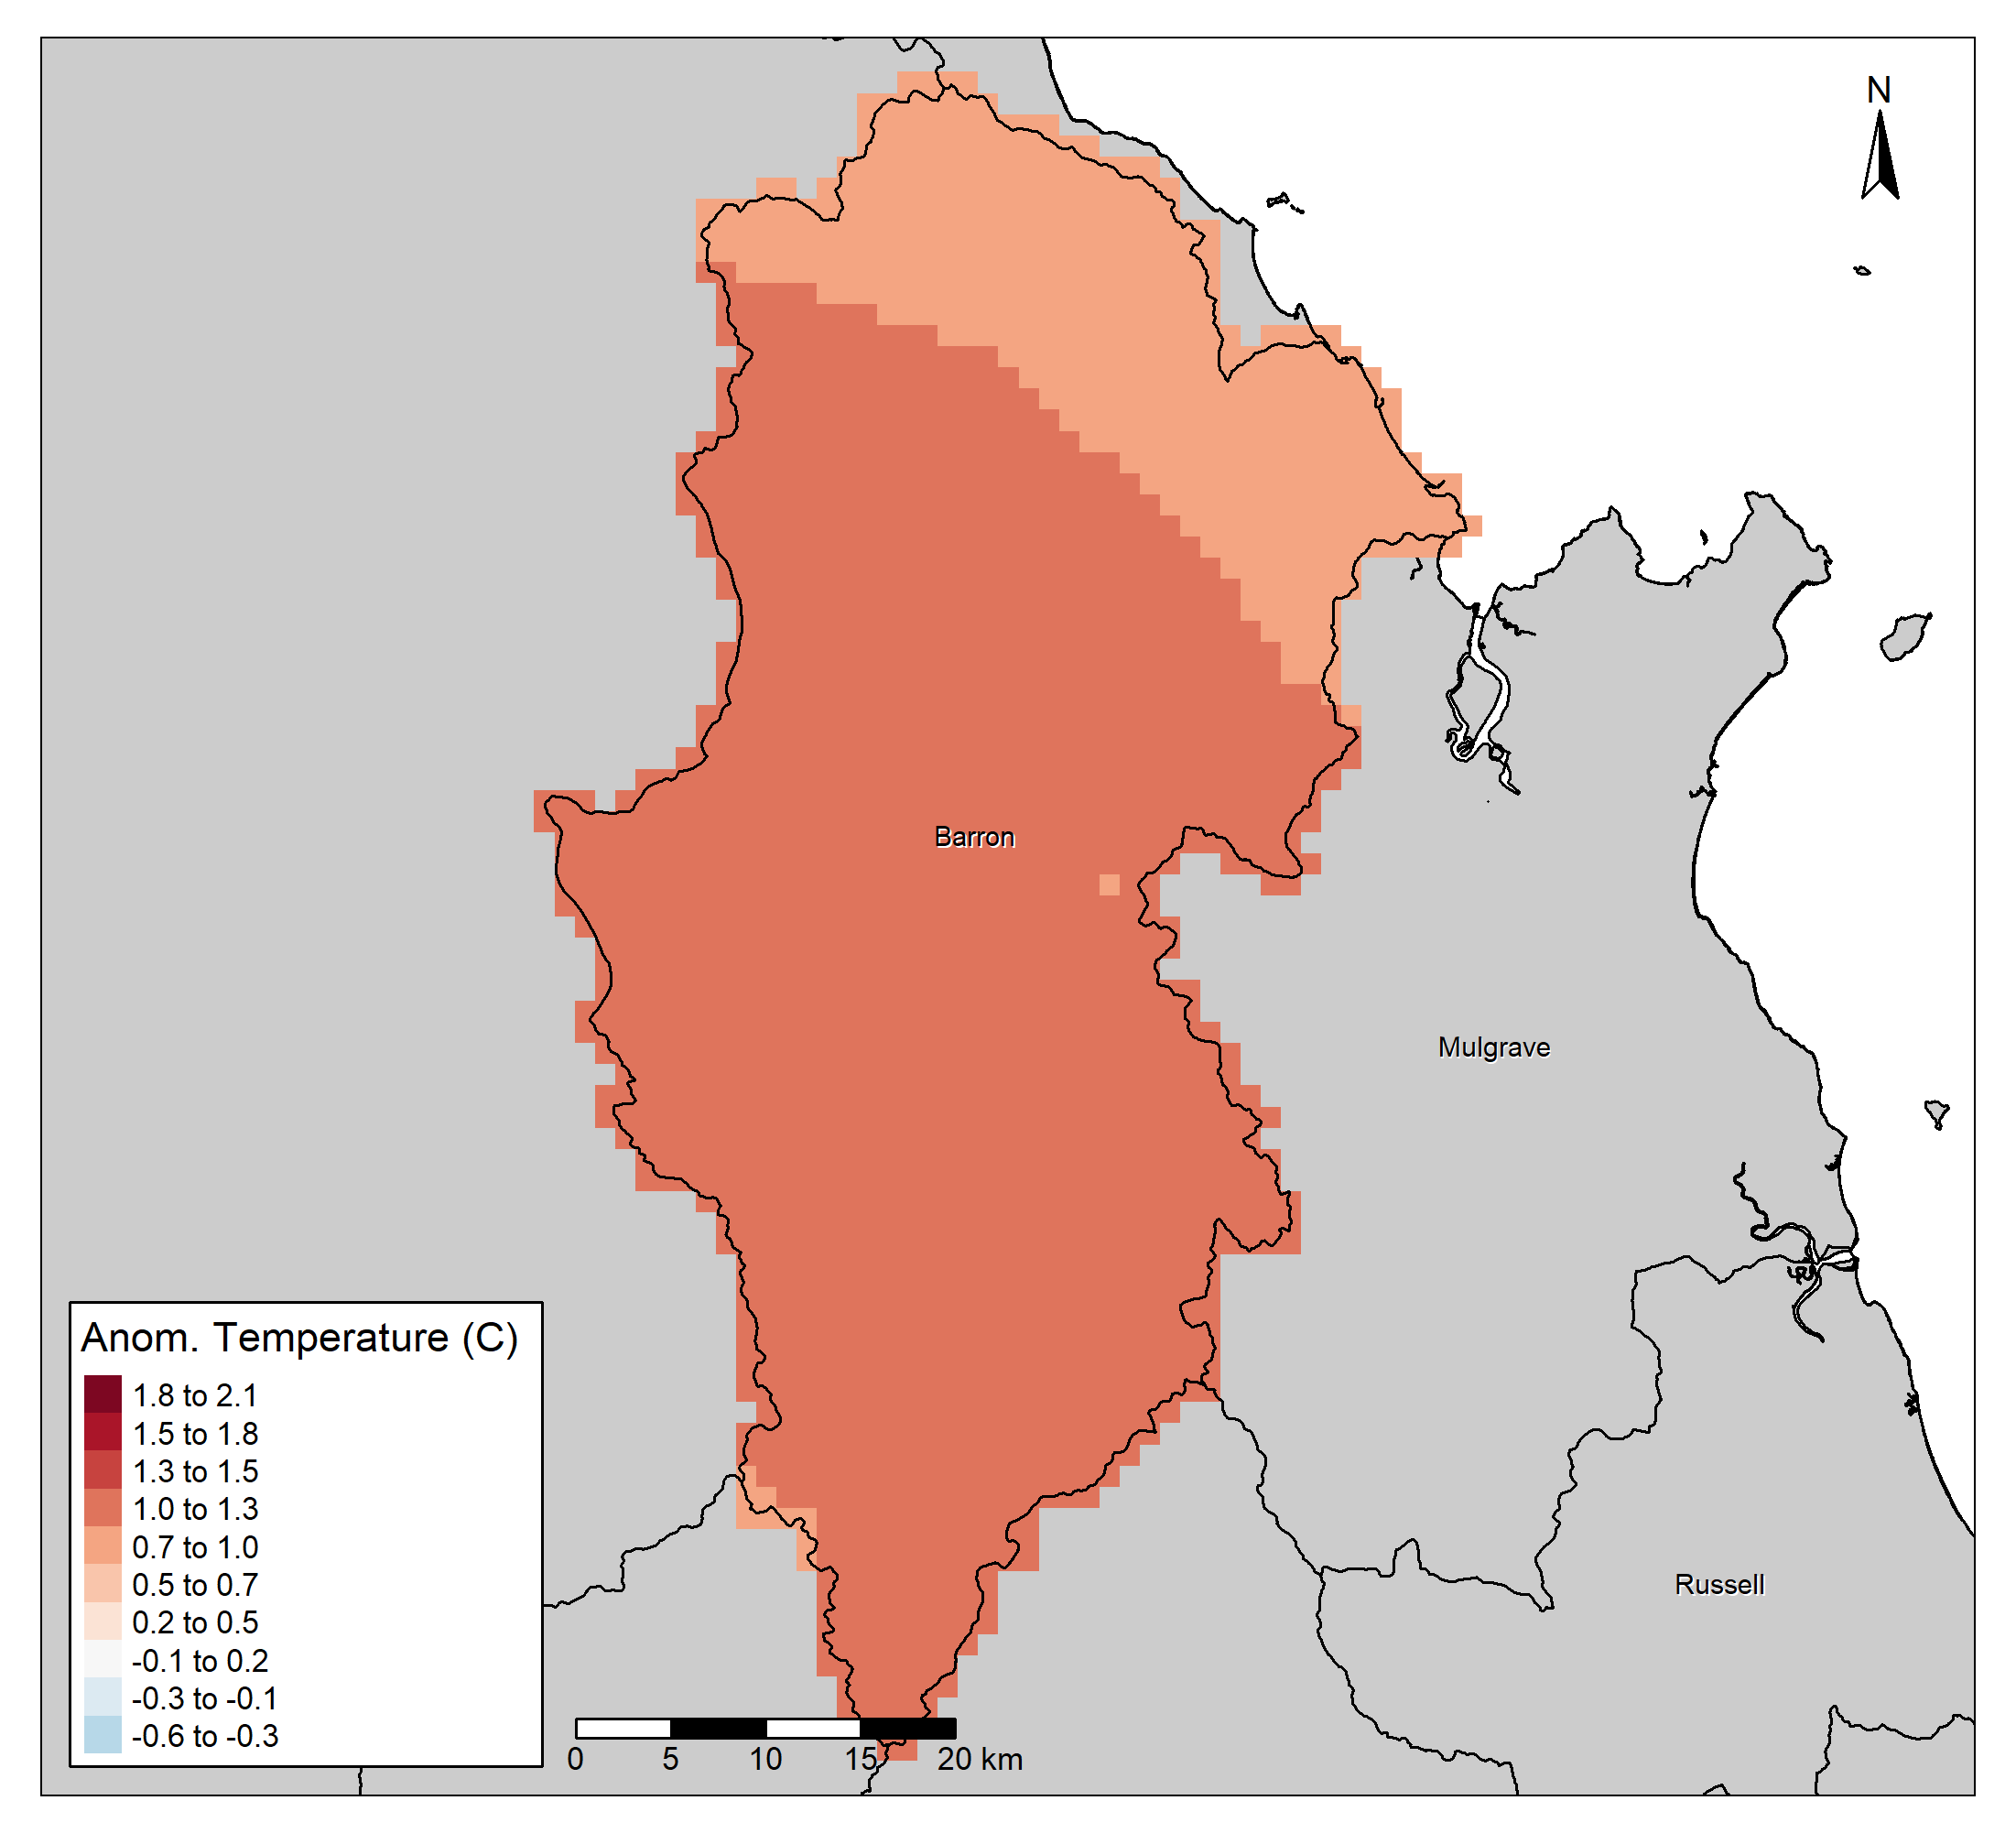 N
Barron
Mulgrave
Russell
Anom. Temperature (C)
1.8 to 2.1
1.5 to 1.8
1.3 to 1.5
1.0 to 1.3
0.7 to 1.0
0.5 to 0.7
0.2 to 0.5
-0.1 to 0.2
-0.3 to -0.1
-0.6 to -0.3
0 5 10 15 20 km